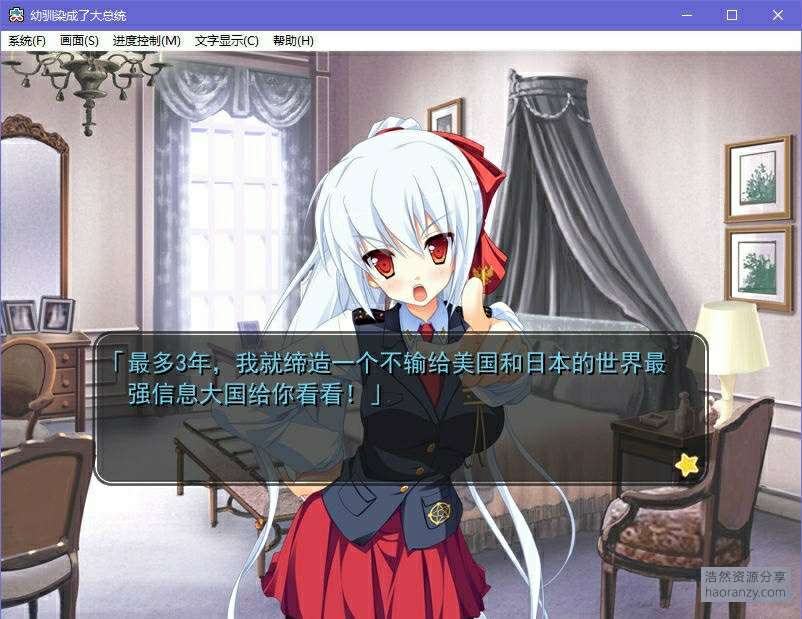 幼驯染成了大总统
系统(F) 画面(S) 进度控制(M) 文字显示(C) 帮助(H)
「最多3年，我就缔造一个不输给美国和日本的世界最
强信息大国给你看看！」
浩然资源分享
haoranzy.com